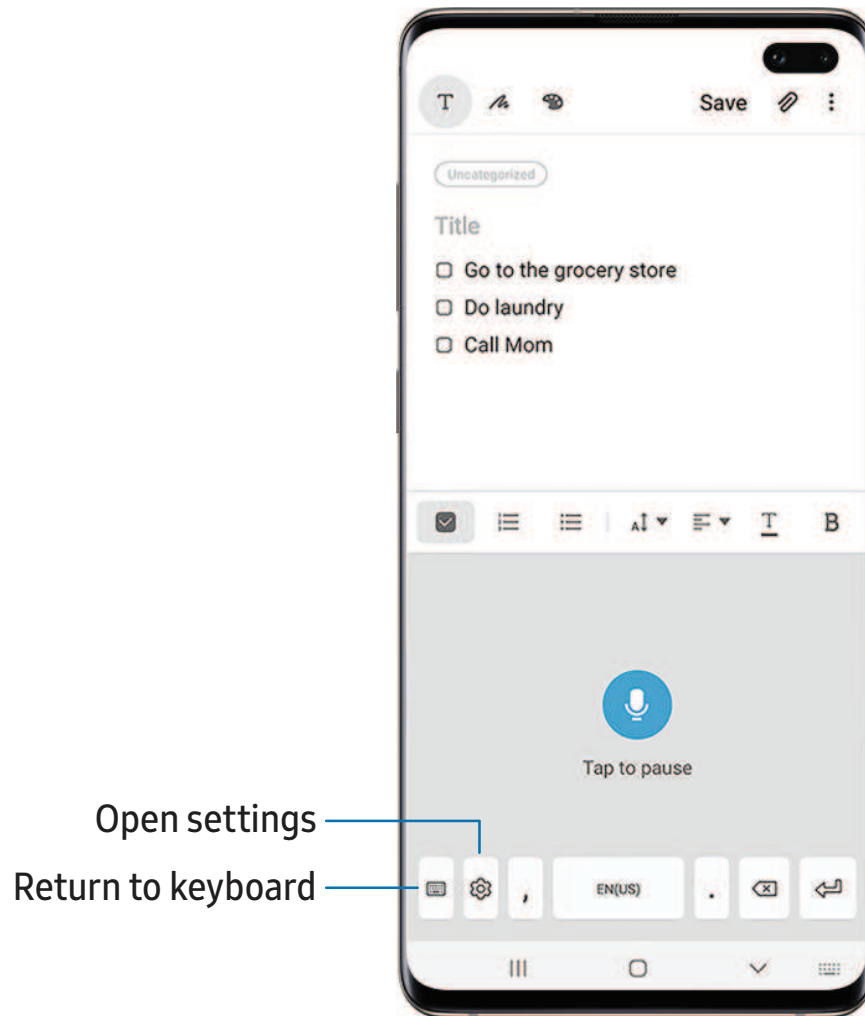 T
Save
Uncategorized
Title
Go to the grocery store
Do laundry
Call Mom
A T B
Tap to pause
Open settings
Return to keyboard
, EN(US) .